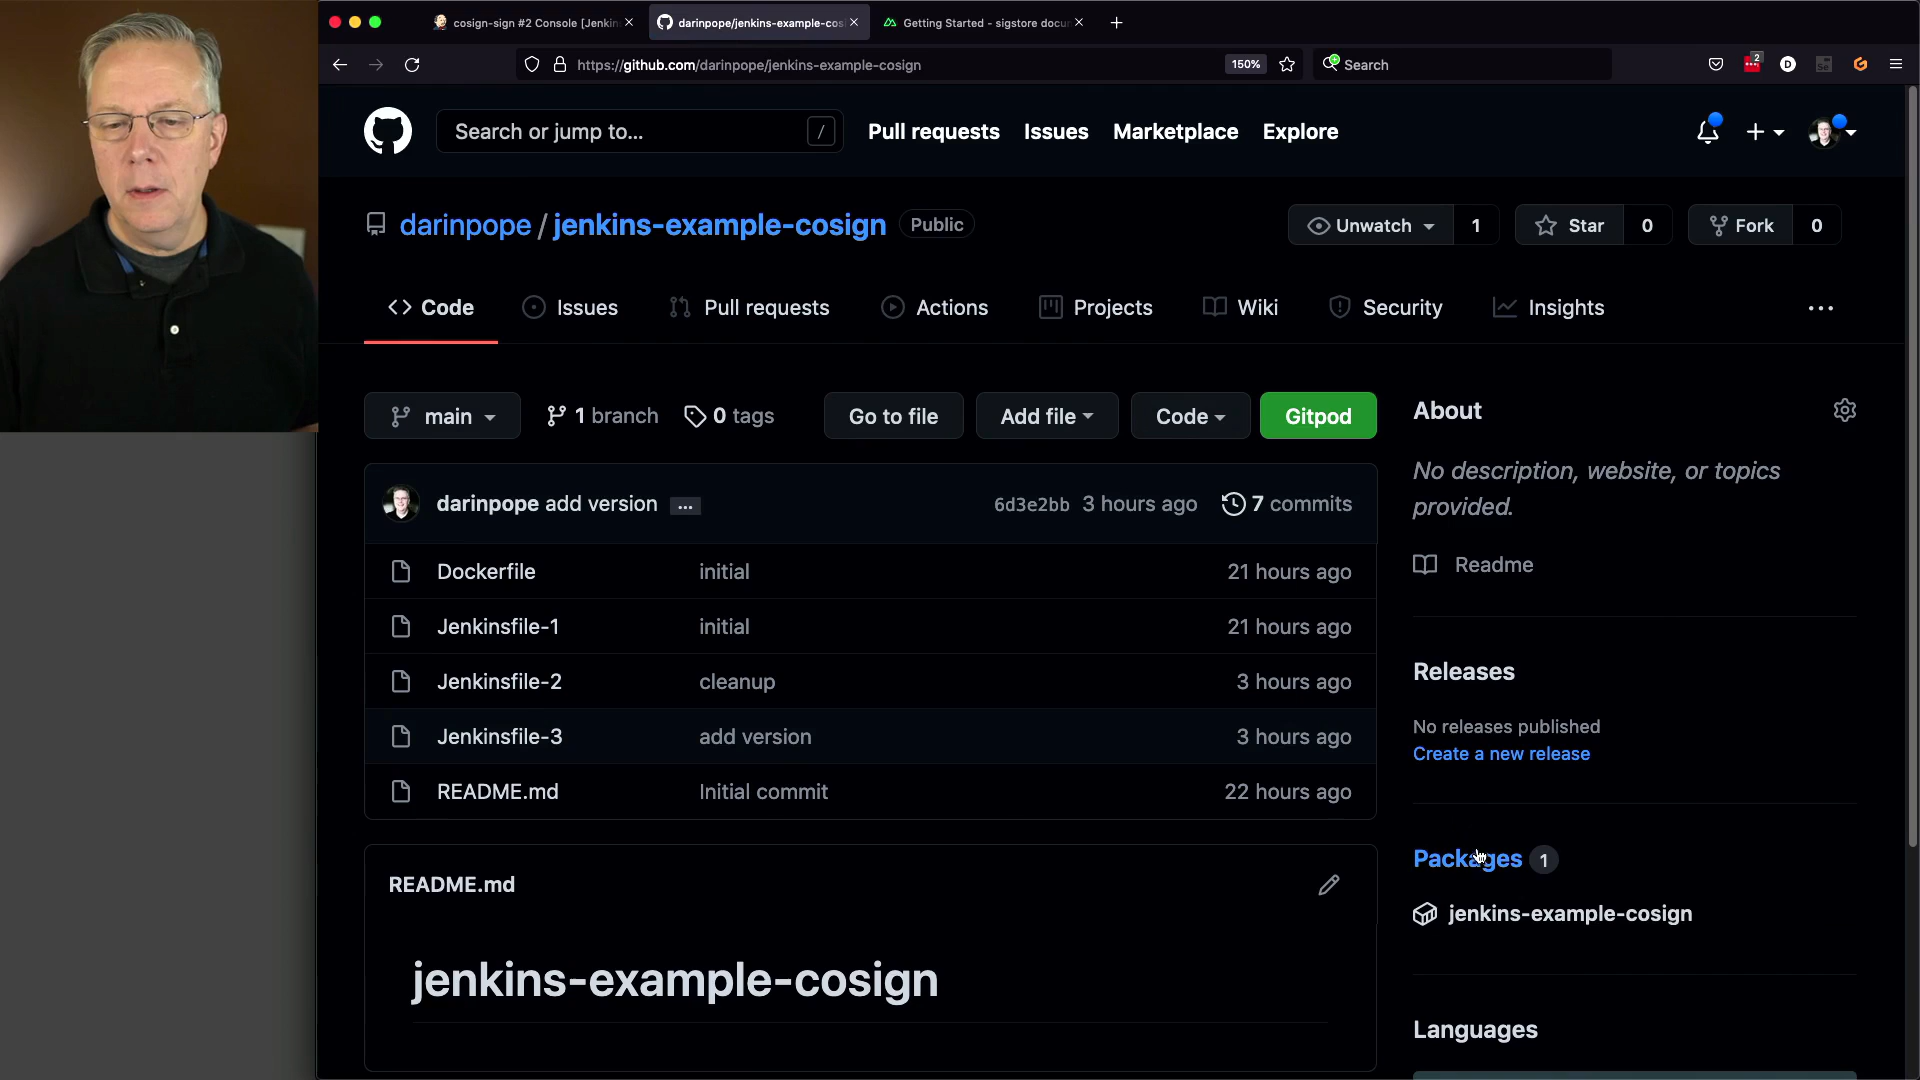 cosign-sign #2 Console [Jenkin
darinpope/jenkins-example-cosi
Getting Started - sigstore docu
https://github.com/darinpope/jenkins-example-cosign
150%
Search
2
D
Se
Search or jump to...
/
Pull requests
Issues
Marketplace
Explore
darinpope / jenkins-example-cosign
Public
Unwatch
1
Star
0
Fork
0
Code
Issues
Pull requests
Actions
Projects
Wiki
Security
Insights
main
1 branch
0 tags
Go to file
Add file
Code
Gitpod
About
No description, website, or topics
provided.
Readme
darinpope add version
...
6d3e2bb
3 hours ago
7 commits
Dockerfile
initial
21 hours ago
Jenkinsfile-1
initial
21 hours ago
Jenkinsfile-2
cleanup
3 hours ago
Jenkinsfile-3
add version
3 hours ago
README.md
Initial commit
22 hours ago
Releases
No releases published
Create a new release
Packages 1
jenkins-example-cosign
README.md
jenkins-example-cosign
Languages